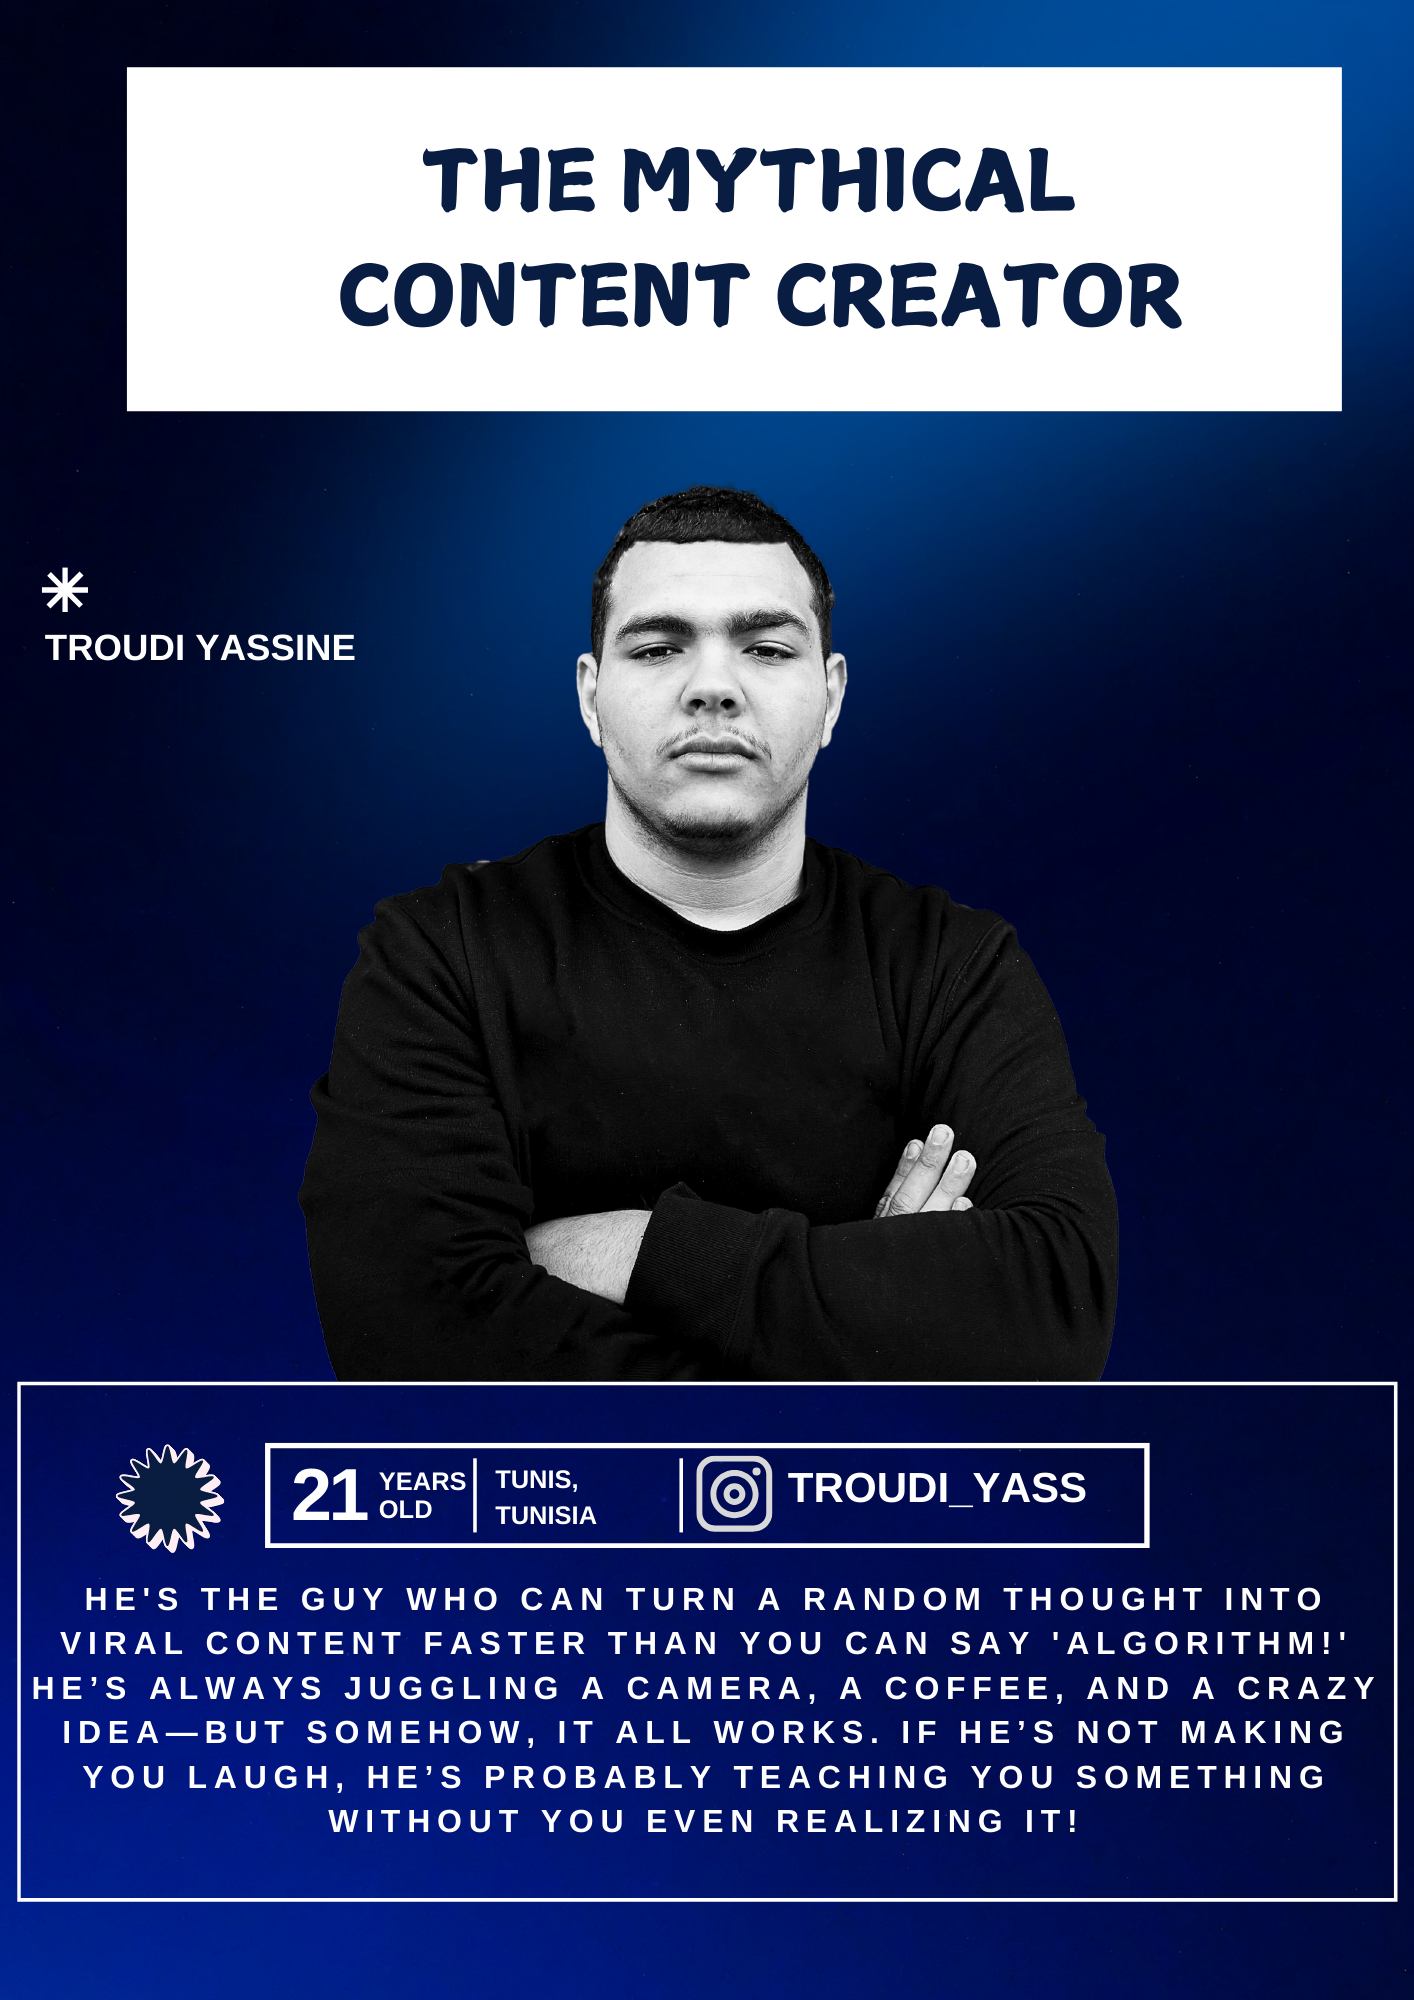 THE MYTHICAL
CONTENT CREATOR
TROUDI YASSINE
21 YEARS OLD
TUNIS,
TUNISIA
TROUDI_YASS
HE'S THE GUY WHO CAN TURN A RANDOM THOUGHT INTO
VIRAL CONTENT FASTER THAN YOU CAN SAY 'ALGORITHM!'
HE’S ALWAYS JUGGLING A CAMERA, A COFFEE, AND A CRAZY
IDEA—BUT SOMEHOW, IT ALL WORKS. IF HE’S NOT MAKING
YOU LAUGH, HE’S PROBABLY TEACHING YOU SOMETHING
WITHOUT YOU EVEN REALIZING IT!